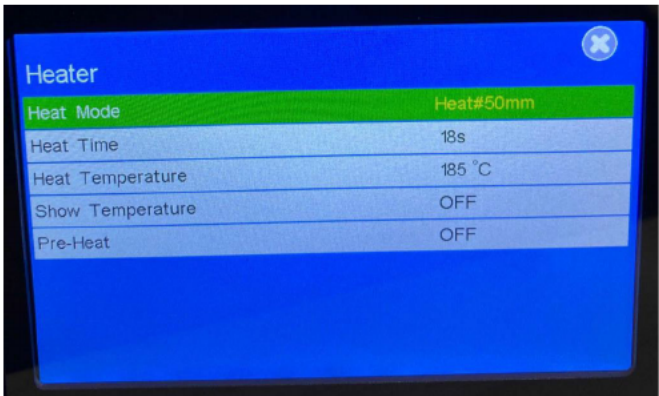 Heater
Heat Mode Heat#50mm
Heat Time 18s
Heat Temperature 185 °C
Show Temperature OFF
Pre-Heat OFF